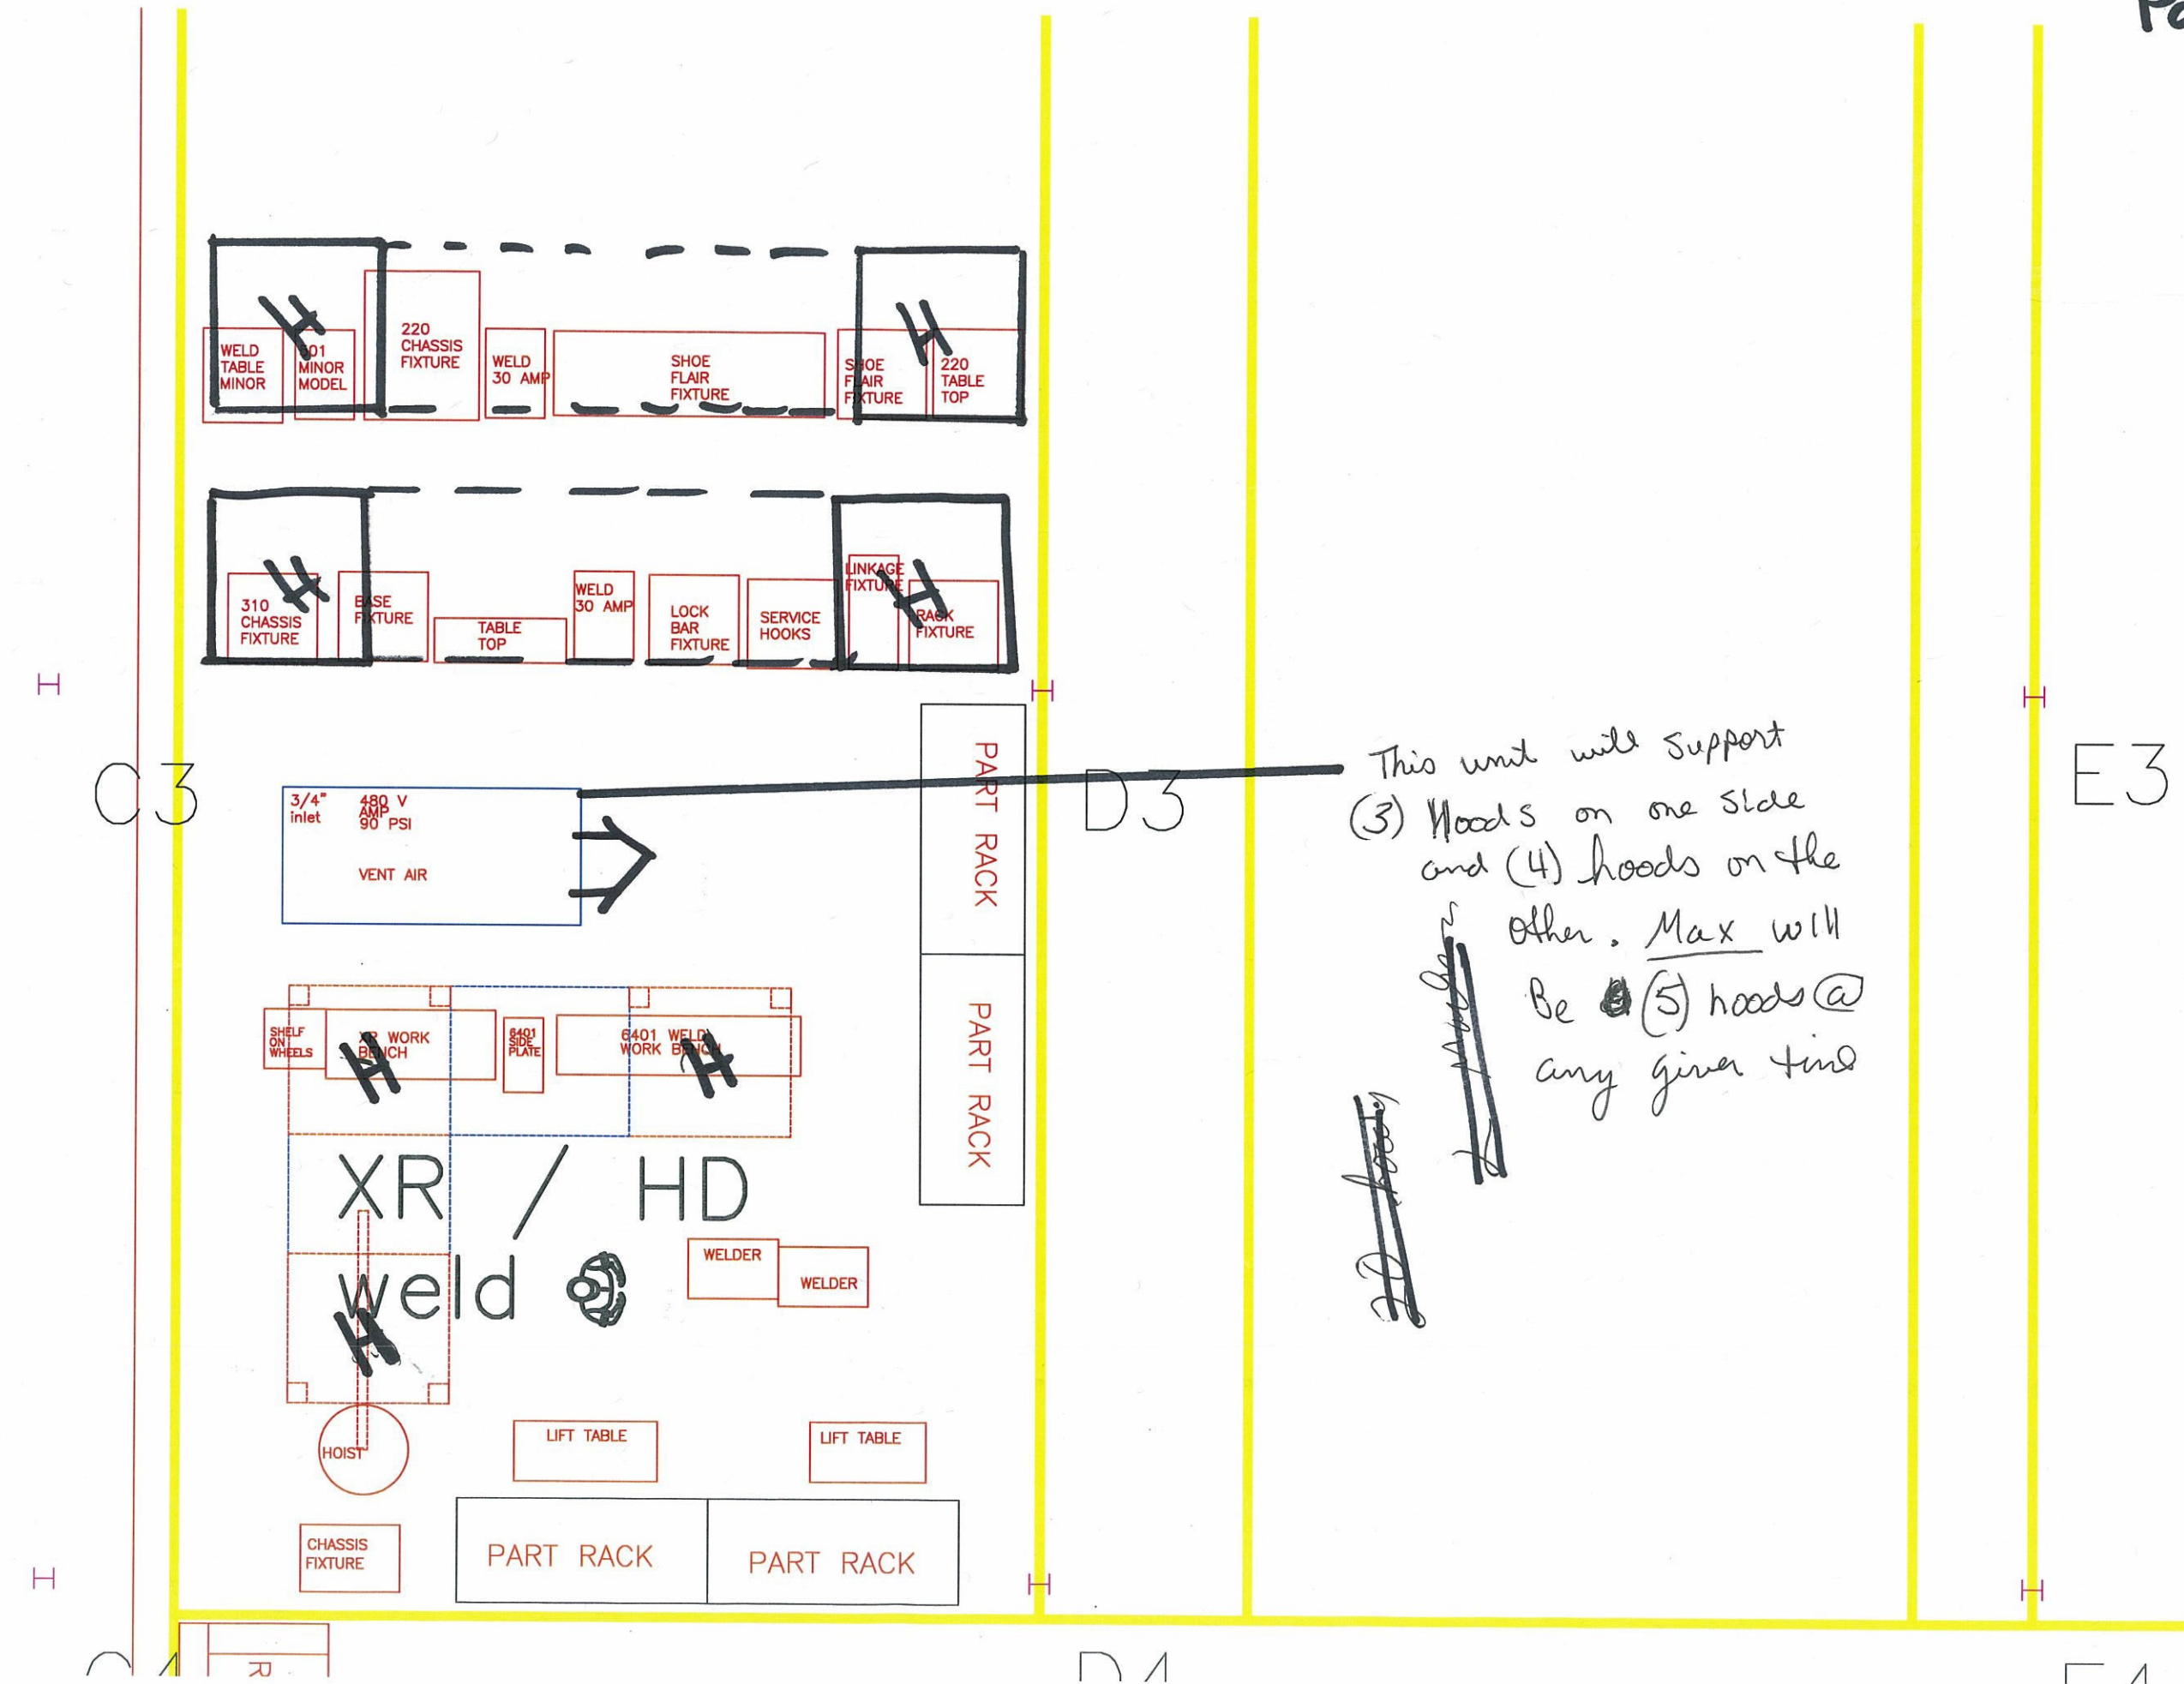 WELD
TABLE
MINOR
MINOR
MODEL
220
CHASSIS
FIXTURE
WELD
30 AMP
SHOE
FLAIR
FIXTURE
SHOE
FLAIR
FIXTURE
220
TABLE
TOP
H
H
310
CHASSIS
FIXTURE
BASE
FIXTURE
TABLE
TOP
WELD
30 AMP
LOCK
BAR
FIXTURE
SERVICE
HOOKS
LINKAGE
FIXTURE
RACK
FIXTURE
H
H
H
H
H
C3
D3
E3
3/4"
inlet
480 V
AMP
90 PSI
VENT AIR
PART RACK
PART RACK
This unit will support
(3) Hoods on one side
and (4) hoods on the
other. Max will
Be (5) hoods @
any given time
SHELF
ON
WHEELS
XR WORK
BENCH
6401
SIDE
PLATE
6401 WELD
WORK BENCH
H
H
XR / HD
weld
H
WELDER
WELDER
HOIST
LIFT TABLE
LIFT TABLE
CHASSIS
FIXTURE
PART RACK
PART RACK
H
H
H
R